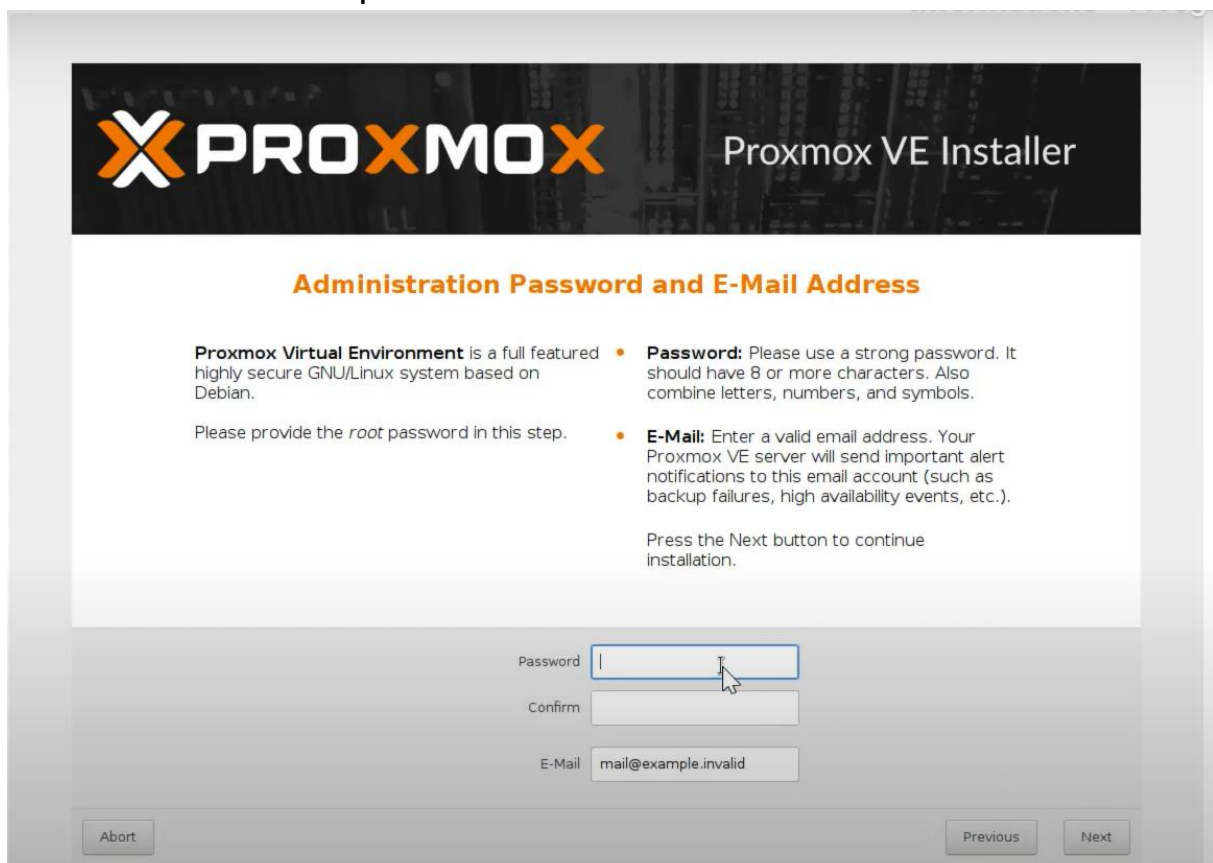 PROXMOX
Proxmox VE Installer
Administration Password and E-Mail Address
Proxmox Virtual Environment is a full featured
highly secure GNU/Linux system based on
Debian.
Please provide the root password in this step.
• Password: Please use a strong password. It
should have 8 or more characters. Also
combine letters, numbers, and symbols.
• E-Mail: Enter a valid email address. Your
Proxmox VE server will send important alert
notifications to this email account (such as
backup failures, high availability events, etc.).
Press the Next button to continue
installation.
Password
Confirm
E-Mail mail@example.invalid
Abort
Previous
Next